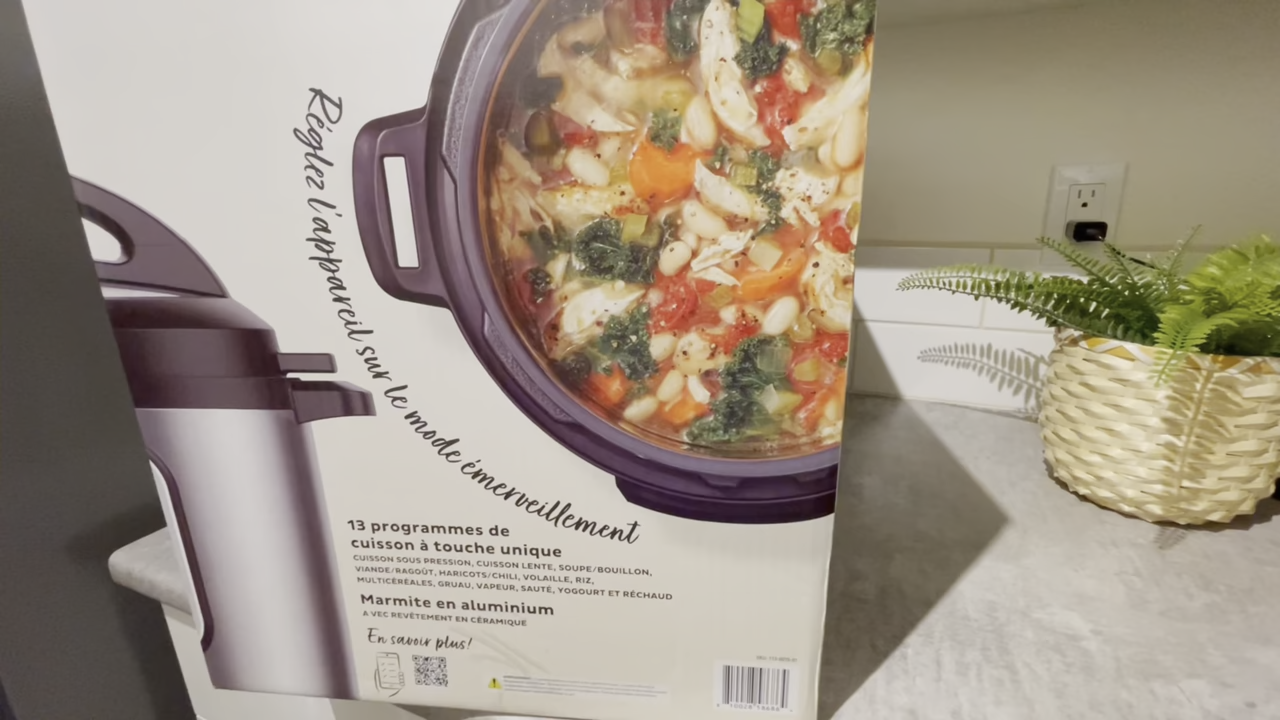 Réglez l'appareil sur le mode émerveillement
13 programmes de
cuisson à touche unique
CUISSON SOUS PRESSION, CUISSON LENTE, SOUPE/BOUILLON,
VIANDE/RAGOÛT, HARICOTS/CHILI, VOLAILLE, RIZ,
MULTICÉRÉALES, GRUAU, VAPEUR, SAUTÉ, YOGOURT ET RÉCHAUD
Marmite en aluminium
AVEC REVÊTEMENT EN CÉRAMIQUE
En savoir plus!